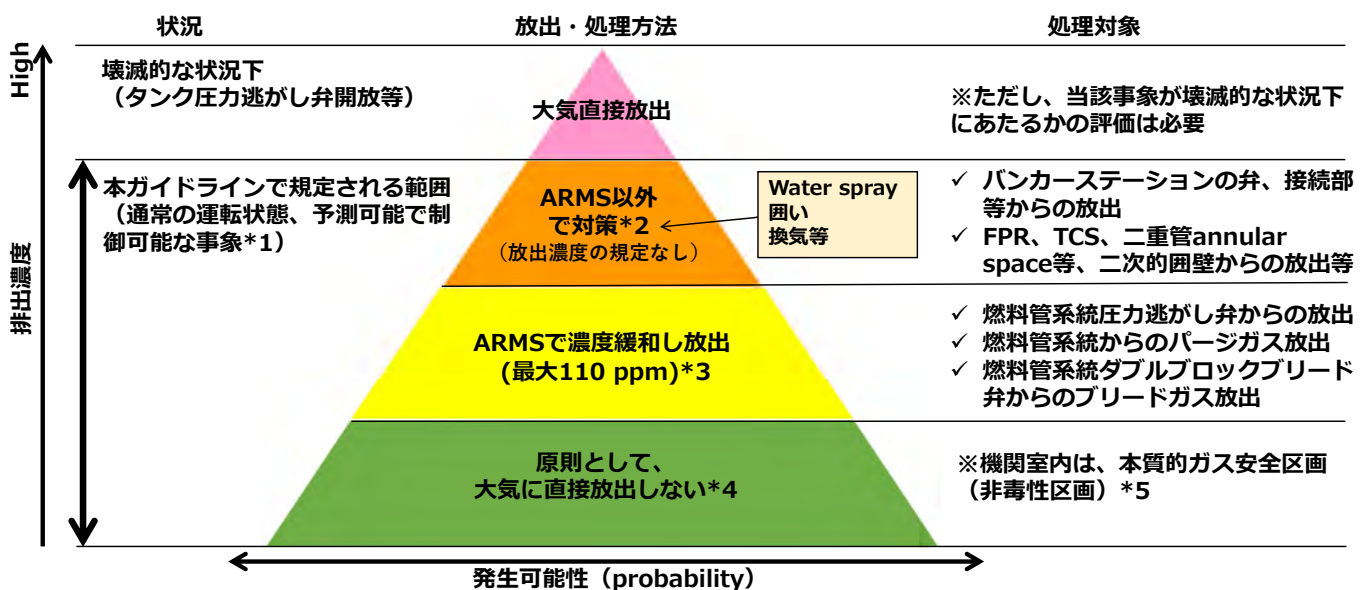 状況
放出・処理方法
処理対象
High
排出濃度
壊滅的な状況下
（タンク圧力逃がし弁開放等）
大気直接放出
※ただし、当該事象が壊滅的な状況下
にあたるかの評価は必要
本ガイドラインで規定される範囲
（通常の運転状態、予測可能で制
御可能な事象*1）
ARMS以外
で対策*2
（放出濃度の規定なし）
Water spray
囲い
換気等
✓ バンカーステーションの弁、接続部
等からの放出
✓ FPR、TCS、二重管annular
space等、二次的囲壁からの放出等
ARMSで濃度緩和し放出
(最大110 ppm)*3
✓ 燃料管系統圧力逃がし弁からの放出
✓ 燃料管系統からのパージガス放出
✓ 燃料管系統ダブルブロックブリード
弁からのブリードガス放出
原則として、
大気に直接放出しない*4
※機関室内は、本質的ガス安全区画
（非毒性区画）*5
発生可能性（probability）